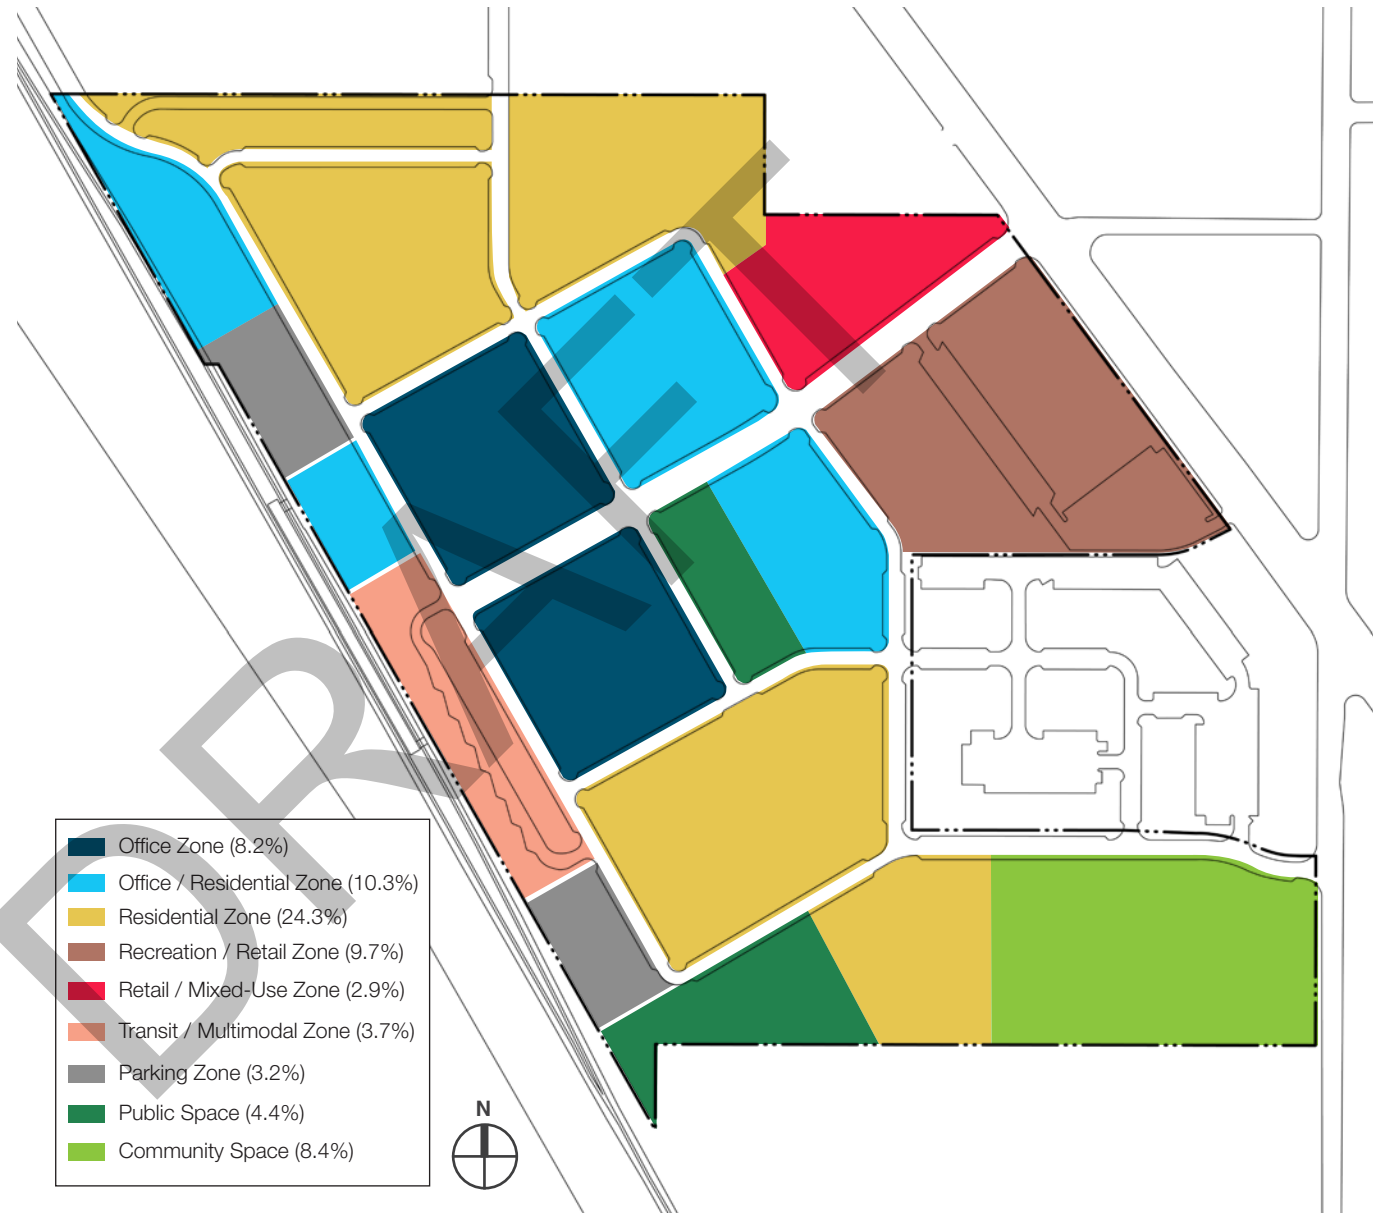 DRAFT
Office Zone (8.2%)
Office / Residential Zone (10.3%)
Residential Zone (24.3%)
Recreation / Retail Zone (9.7%)
Retail / Mixed-Use Zone (2.9%)
Transit / Multimodal Zone (3.7%)
Parking Zone (3.2%)
Public Space (4.4%)
Community Space (8.4%)
N